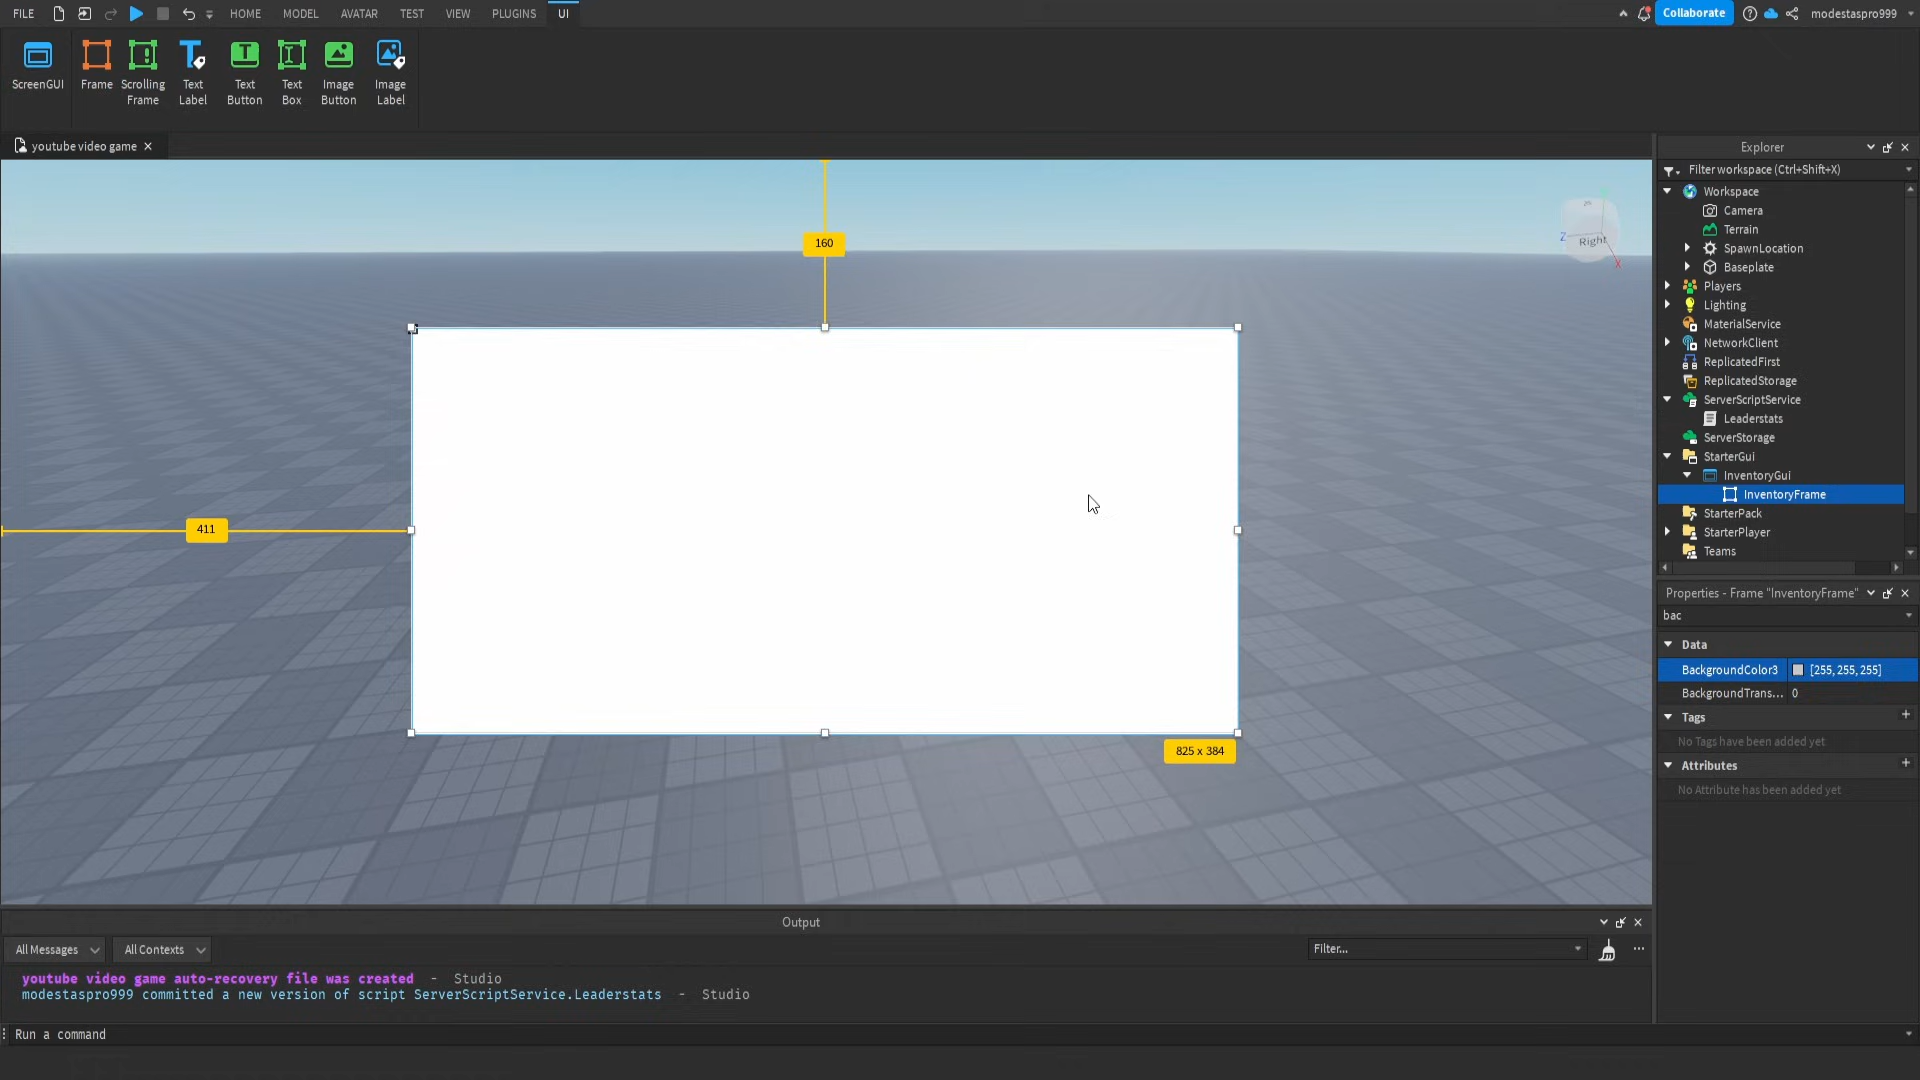 FILE HOME MODEL AVATAR TEST VIEW PLUGINS UI Collaborate modestaspro999
ScreenGUI
Frame
Scrolling
Frame
Text
Label
Text
Button
Text
Box
Image
Button
Image
Label
youtube video game
160
411
825 x 384
Right
Z
X
Explorer
Filter workspace (Ctrl+Shift+X)
Workspace
Camera
Terrain
SpawnLocation
Baseplate
Players
Lighting
MaterialService
NetworkClient
ReplicatedFirst
ReplicatedStorage
ServerScriptService
Leaderstats
ServerStorage
StarterGui
InventoryGui
InventoryFrame
StarterPack
StarterPlayer
Teams
Properties - Frame "InventoryFrame"
bac
Data
BackgroundColor3 [255, 255, 255]
BackgroundTrans... 0
Tags
No Tags have been added yet
Attributes
No Attribute has been added yet
Output
All Messages All Contexts Filter...
youtube video game auto-recovery file was created - Studio
modestaspro999 committed a new version of script ServerScriptService.Leaderstats - Studio
Run a command